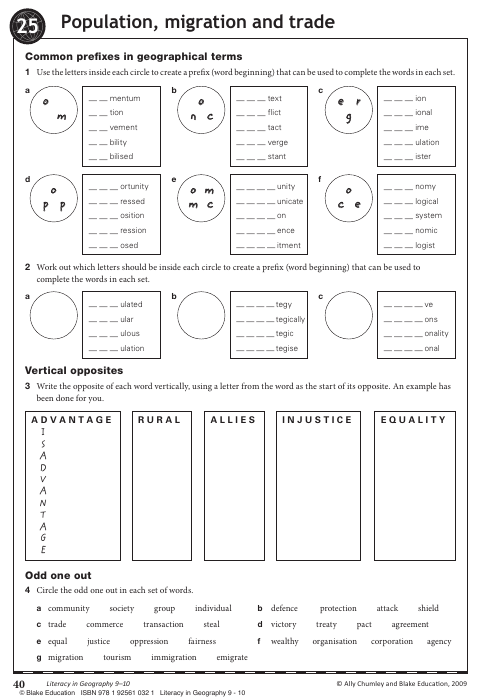 25
Population, migration and trade
Common prefixes in geographical terms
1 Use the letters inside each circle to create a prefix (word beginning) that can be used to complete the words in each set.
a
o
m
__ __ mentum
__ __ tion
__ __ vement
__ __ bility
__ __ bilised
b
o
n c
__ __ __ text
__ __ __ flict
__ __ __ tact
__ __ __ verge
__ __ __ stant
c
e r
g
__ __ __ ion
__ __ __ ional
__ __ __ ime
__ __ __ ulation
__ __ __ ister
d
o
p p
__ __ __ ortunity
__ __ __ ressed
__ __ __ osition
__ __ __ ression
__ __ __ osed
e
o m
m c
__ __ __ __ unity
__ __ __ __ unicate
__ __ __ __ on
__ __ __ __ ence
__ __ __ __ itment
f
o
c e
__ __ __ nomy
__ __ __ logical
__ __ __ system
__ __ __ nomic
__ __ __ logist
2 Work out which letters should be inside each circle to create a prefix (word beginning) that can be used to
complete the words in each set.
a
__ __ __ ulated
__ __ __ ular
__ __ __ ulous
__ __ __ ulation
b
__ __ __ __ tegy
__ __ __ __ tegically
__ __ __ __ tegic
__ __ __ __ tegise
c
__ __ __ __ ve
__ __ __ __ ons
__ __ __ __ onality
__ __ __ __ onal
Vertical opposites
3 Write the opposite of each word vertically, using a letter from the word as the start of its opposite. An example has
been done for you.
ADVANTAGE
I
S
A
D
V
A
N
T
A
G
E
RURAL
ALLIES
INJUSTICE
EQUALITY
Odd one out
4 Circle the odd one out in each set of words.
a community society group individual
b defence protection attack shield
c trade commerce transaction steal
d victory treaty pact agreement
e equal justice oppression fairness
f wealthy organisation corporation agency
g migration tourism immigration emigrate
40 Literacy in Geography 9–10
© Ally Chumley and Blake Education, 2009
© Blake Education ISBN 978 1 92561 032 1 Literacy in Geography 9 - 10